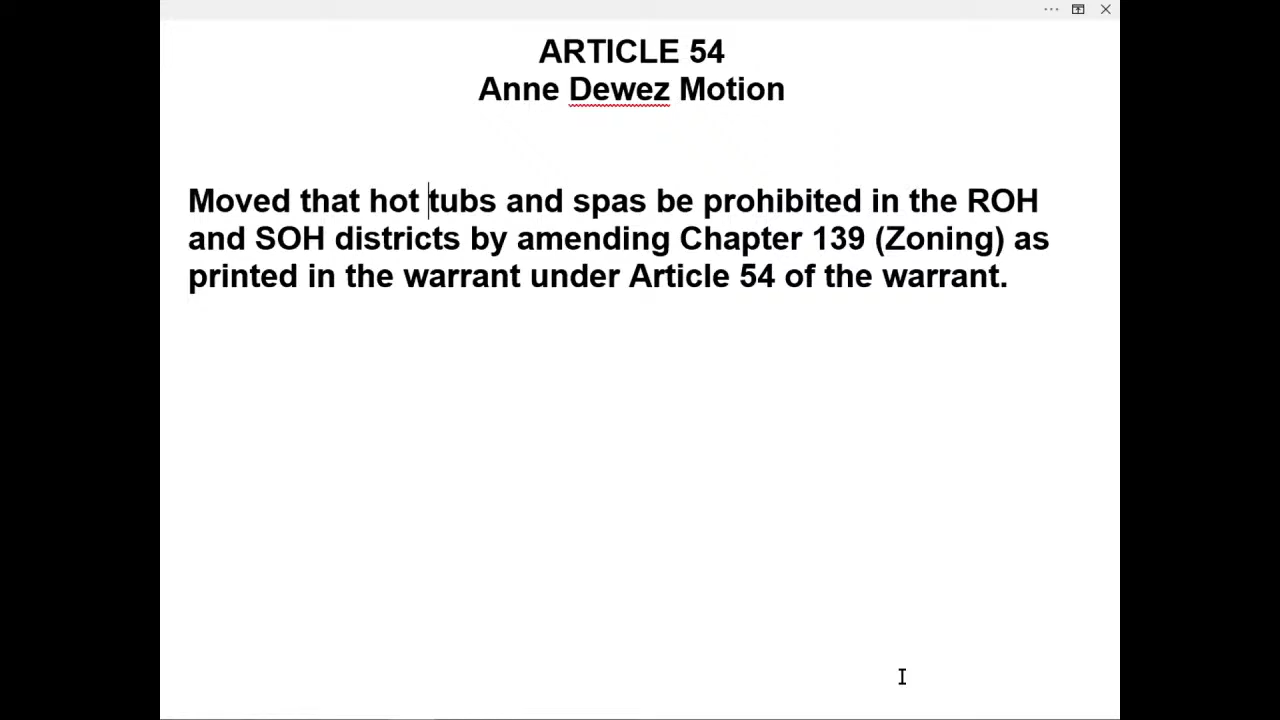 ARTICLE 54
Anne Dewez Motion
Moved that hot tubs and spas be prohibited in the ROH
and SOH districts by amending Chapter 139 (Zoning) as
printed in the warrant under Article 54 of the warrant.